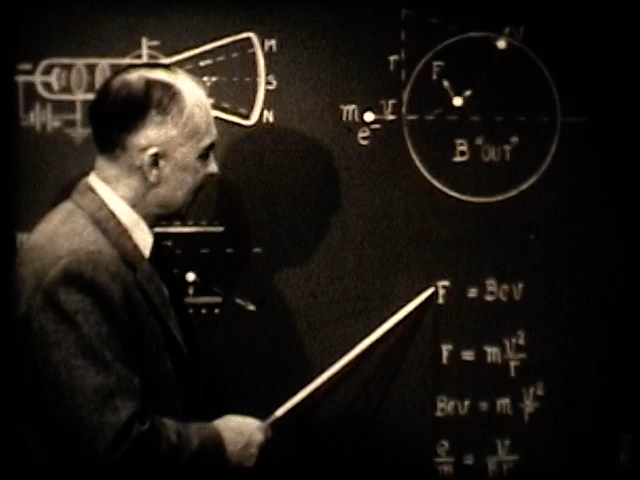 M
S
N
V
r
F
m V
e-
B "OUT"
F = Bev
F = m V²/r
Bev = m V²/r
e/m = V/Br